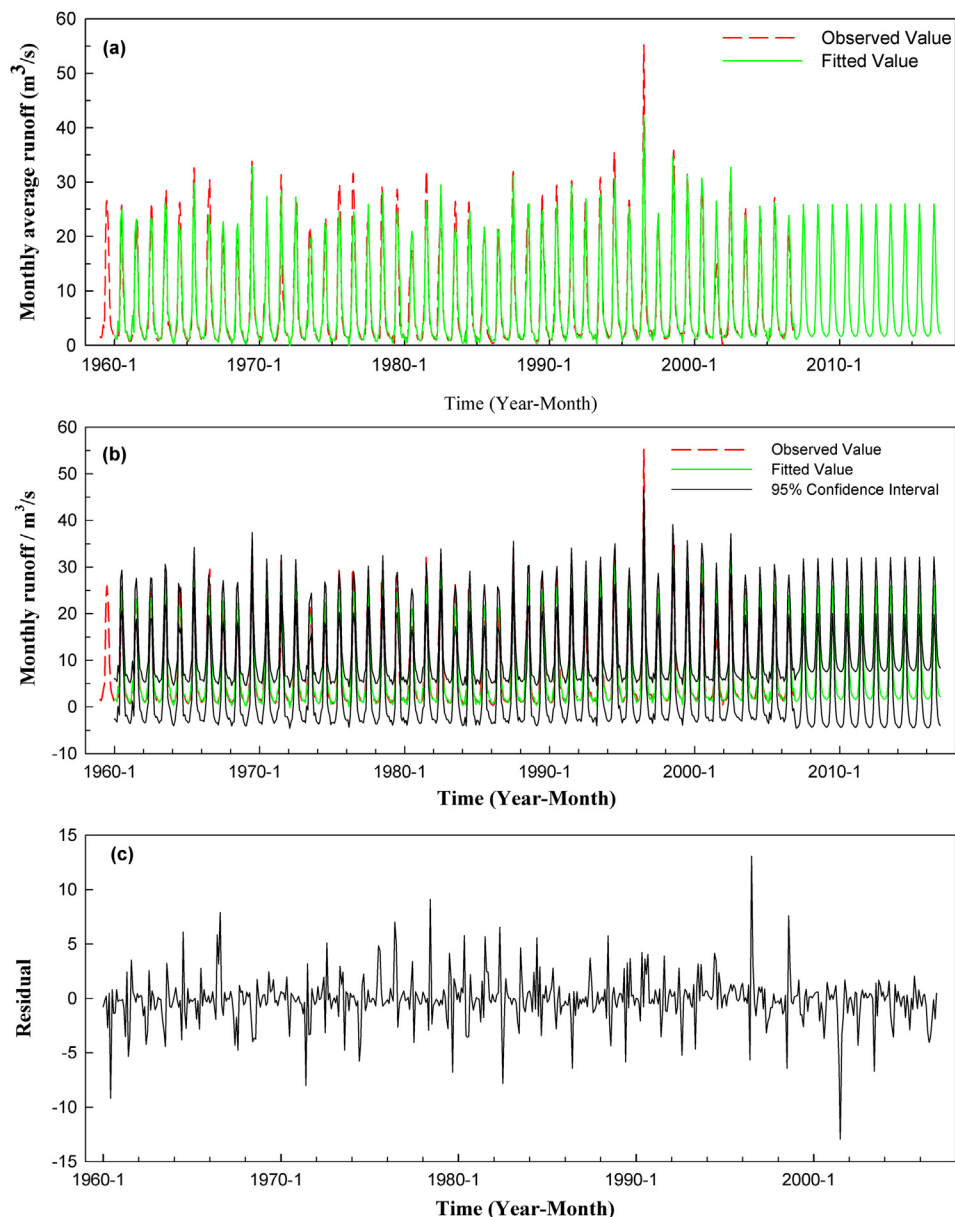 60
(a)
Observed Value
Fitted Value
50
40
30
20
10
0
Monthly average runoff (m³/s)
1960-1 1970-1 1980-1 1990-1 2000-1 2010-1
Time (Year-Month)
60
(b)
Observed Value
Fitted Value
95% Confidence Interval
50
40
30
20
10
0
-10
Monthly runoff / m³/s
1960-1 1970-1 1980-1 1990-1 2000-1 2010-1
Time (Year-Month)
15
(c)
10
5
0
-5
-10
-15
Residual
1960-1 1970-1 1980-1 1990-1 2000-1
Time (Year-Month)